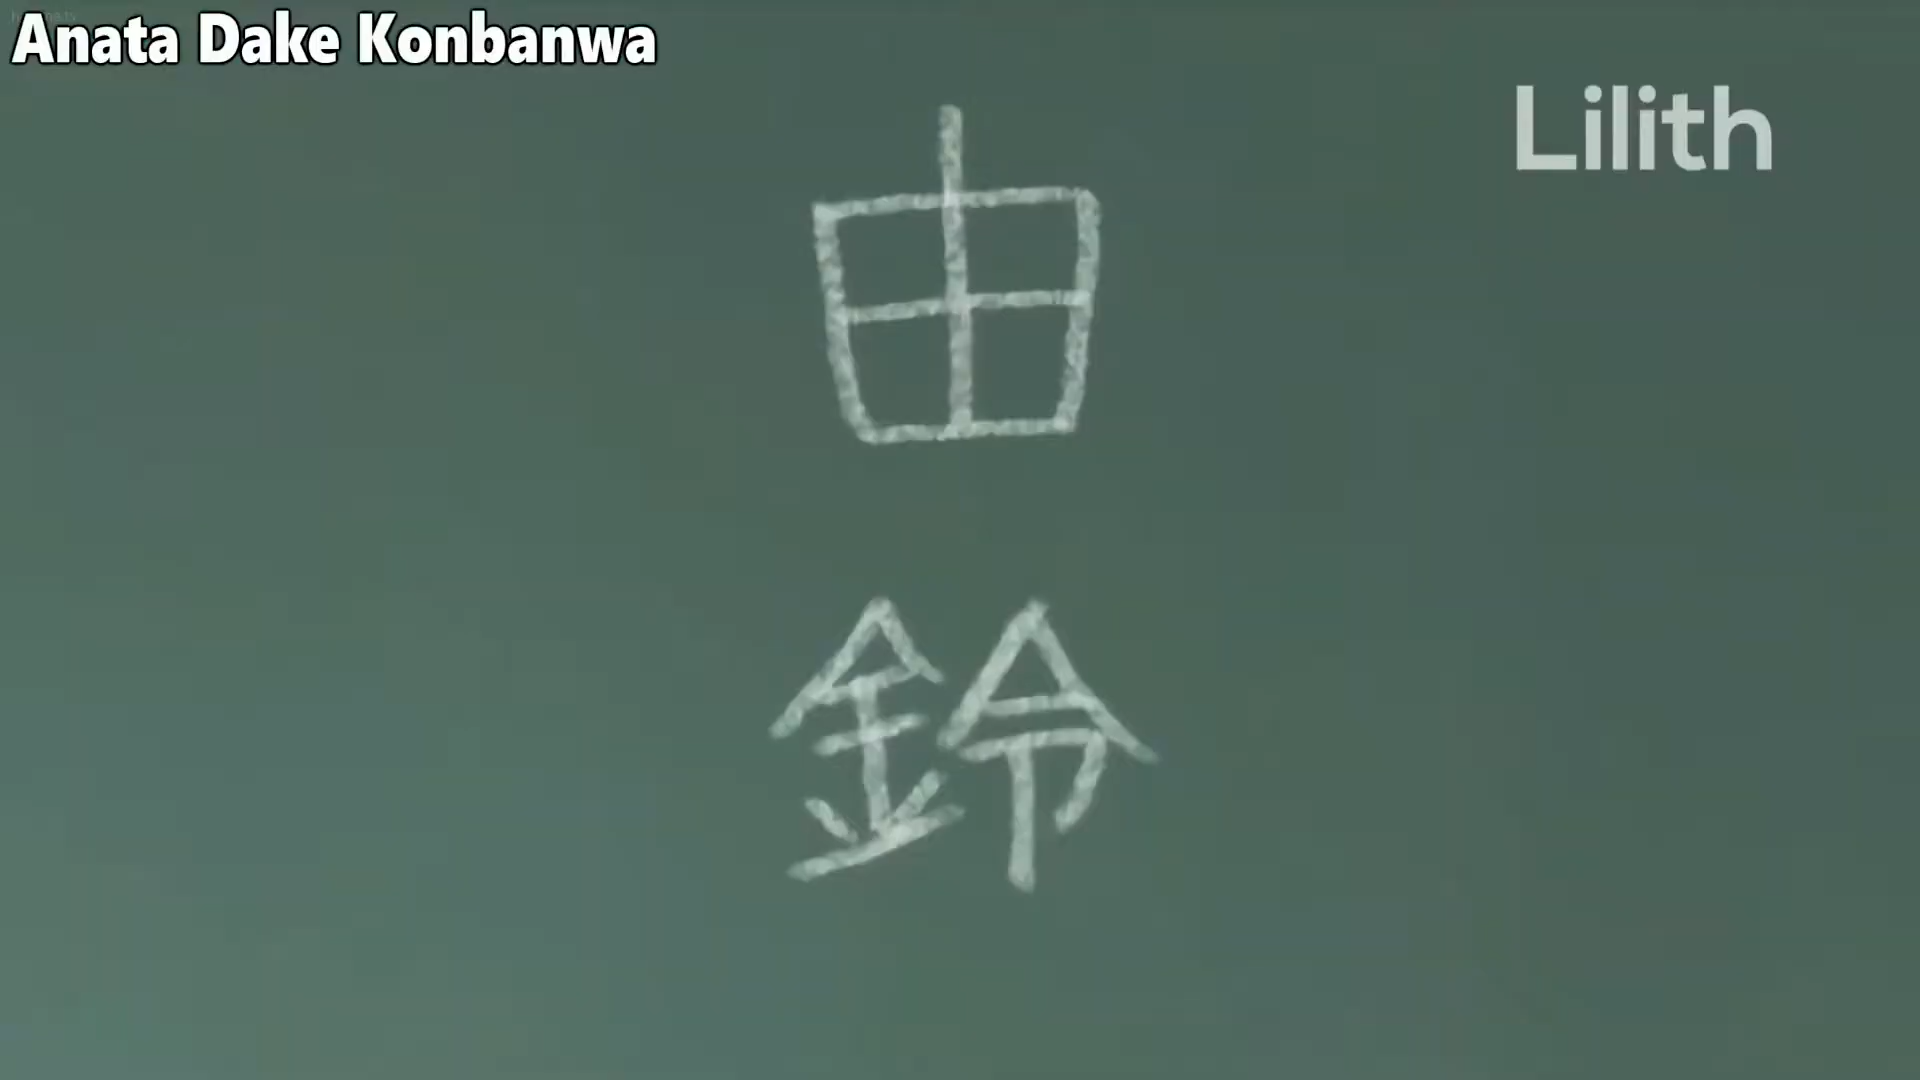 Anata Dake Konbanwa
Lilith
由
鈴